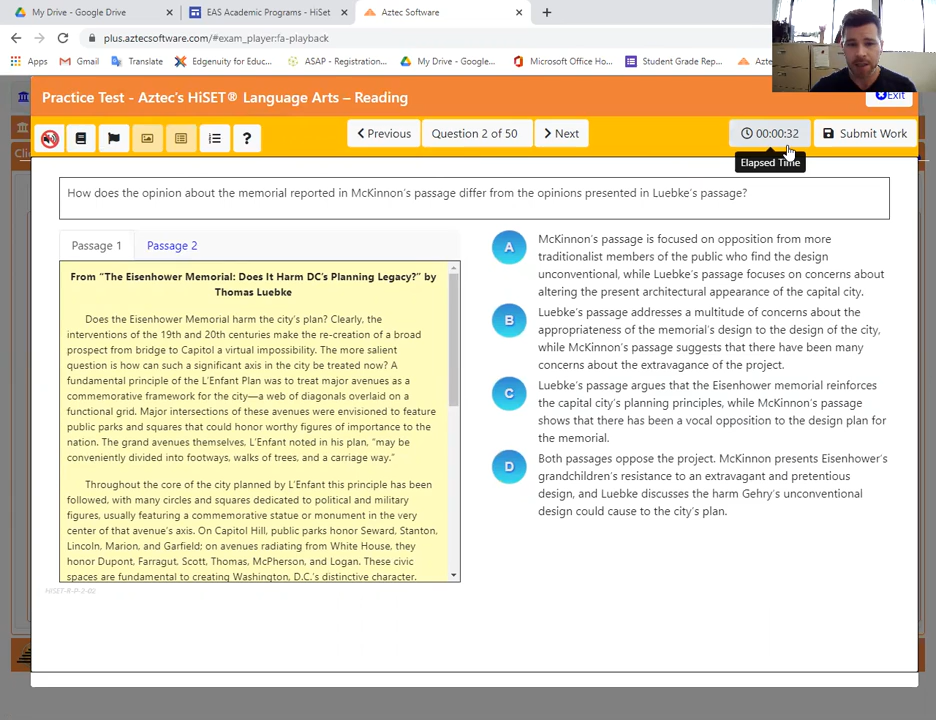 My Drive - Google Drive
EAS Academic Programs - HiSet
Aztec Software
plus.aztecsoftware.com/#exam_player:fa-playback
Apps
Gmail
Translate
Edgenuity for Educ...
ASAP - Registration...
My Drive - Google...
Microsoft Office Ho...
Student Grade Rep...
Practice Test - Aztec's HiSET® Language Arts – Reading
Exit
Previous
Question 2 of 50
Next
00:00:32
Submit Work
Elapsed Time
How does the opinion about the memorial reported in McKinnon's passage differ from the opinions presented in Luebke's passage?
Passage 1
Passage 2
From “The Eisenhower Memorial: Does It Harm DC's Planning Legacy?” by
Thomas Luebke
Does the Eisenhower Memorial harm the city's plan? Clearly, the
interventions of the 19th and 20th centuries make the re-creation of a broad
prospect from bridge to Capitol a virtual impossibility. The more salient
question is how can such a significant axis in the city be treated now? A
fundamental principle of the L'Enfant Plan was to treat major avenues as a
commemorative framework for the city—a web of diagonals overlaid on a
functional grid. Major intersections of these avenues were envisioned to feature
public parks and squares that could honor worthy figures of importance to the
nation. The grand avenues themselves, L'Enfant noted in his plan, “may be
conveniently divided into footways, walks of trees, and a carriage way.”
Throughout the core of the city planned by L'Enfant this principle has been
followed, with many circles and squares dedicated to political and military
figures, usually featuring a commemorative statue or monument in the very
center of that avenue's axis. On Capitol Hill, public parks honor Seward, Stanton,
Lincoln, Marion, and Garfield; on avenues radiating from White House, they
honor Dupont, Farragut, Scott, Thomas, McPherson, and Logan. These civic
spaces are fundamental to creating Washington, D.C.'s distinctive character.
HiSET-R-P-3-02
A
McKinnon's passage is focused on opposition from more
traditionalist members of the public who find the design
unconventional, while Luebke's passage focuses on concerns about
altering the present architectural appearance of the capital city.
B
Luebke's passage addresses a multitude of concerns about the
appropriateness of the memorial's design to the design of the city,
while McKinnon's passage suggests that there have been many
concerns about the extravagance of the project.
C
Luebke's passage argues that the Eisenhower memorial reinforces
the capital city's planning principles, while McKinnon's passage
shows that there has been a vocal opposition to the design plan for
the memorial.
D
Both passages oppose the project. McKinnon presents Eisenhower's
grandchildren's resistance to an extravagant and pretentious
design, and Luebke discusses the harm Gehry's unconventional
design could cause to the city's plan.